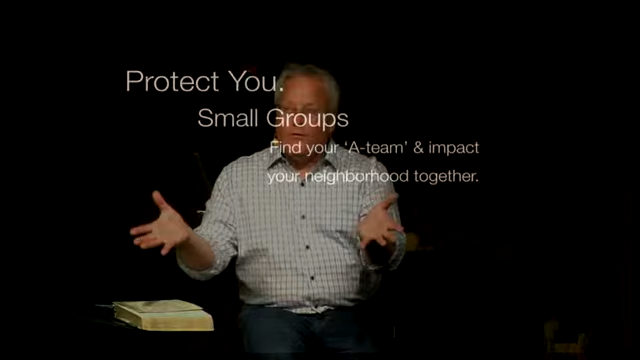 Protect You.
Small Groups
Find your ‘A-team’ & impact
your neighborhood together.